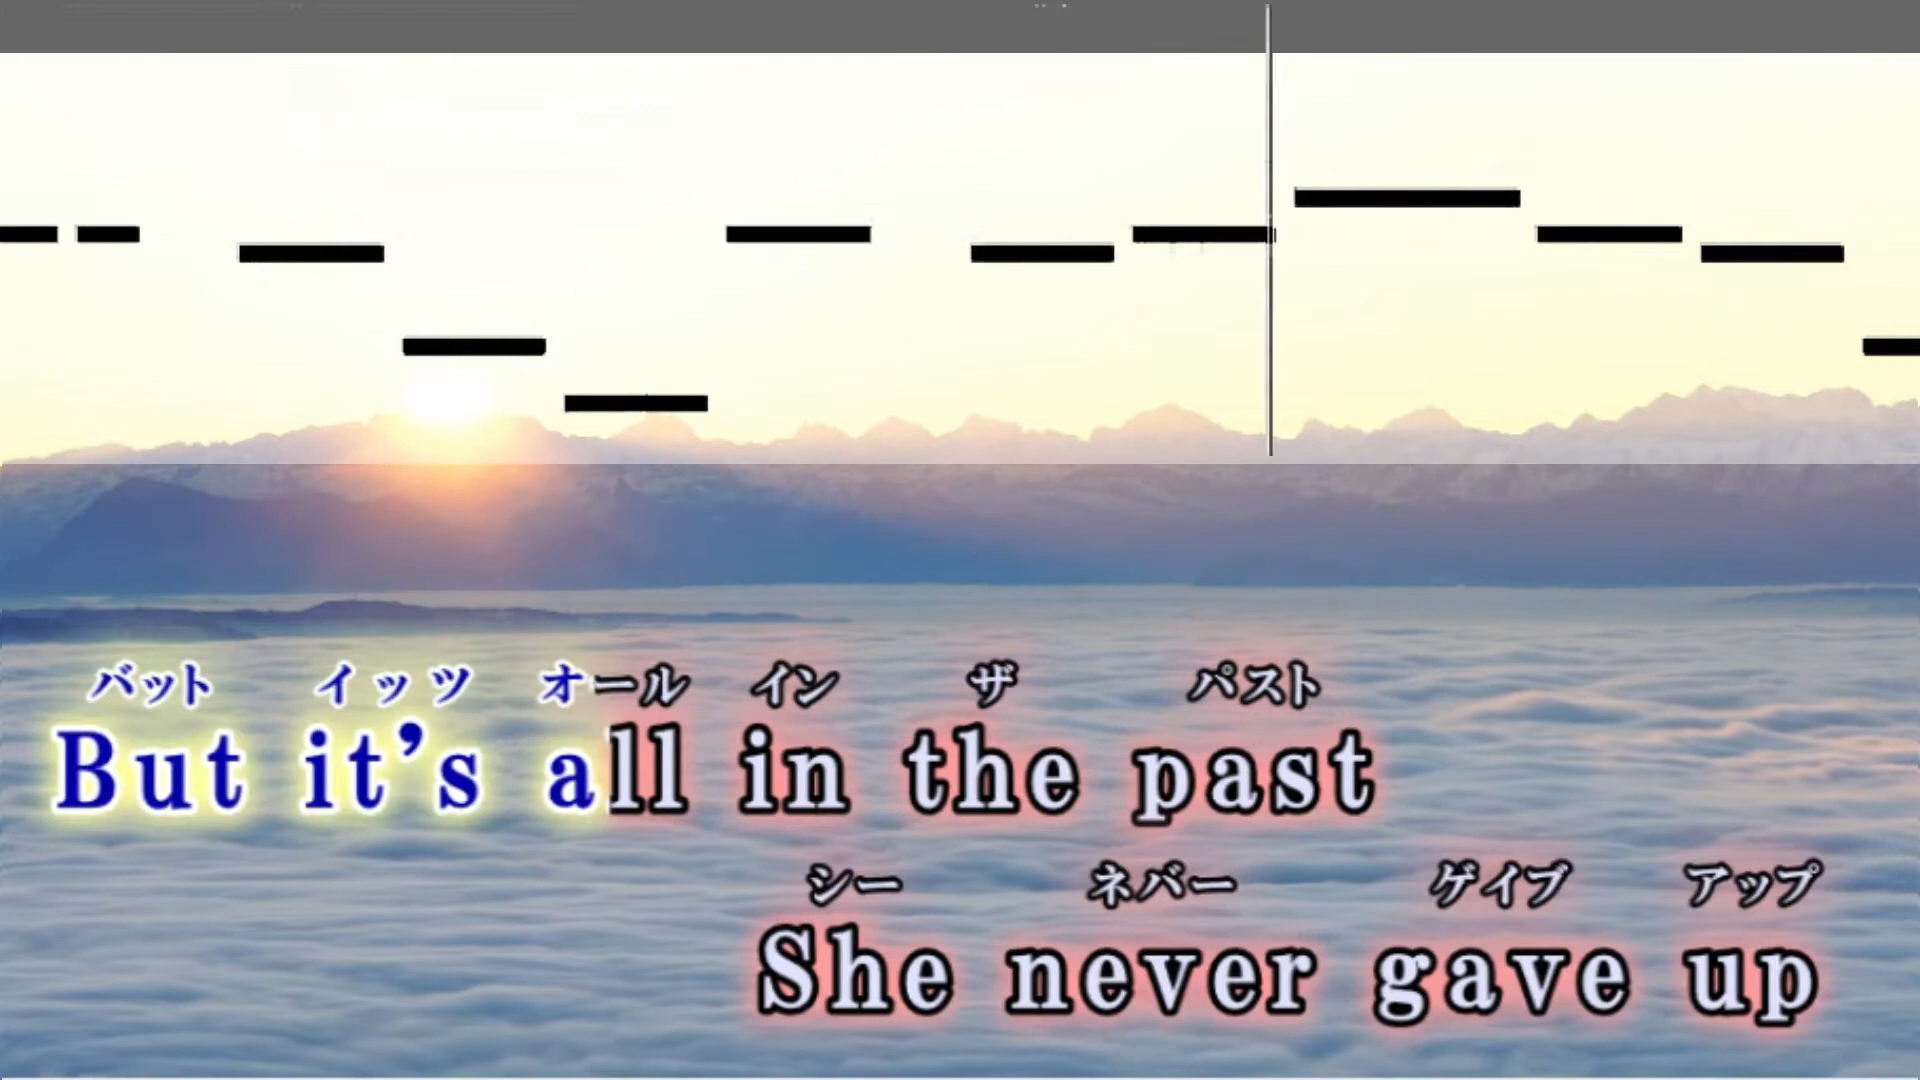 バット イッツ オール イン ザ パスト
But it's all in the past
シー ネバー ゲイブ アップ
She never gave up